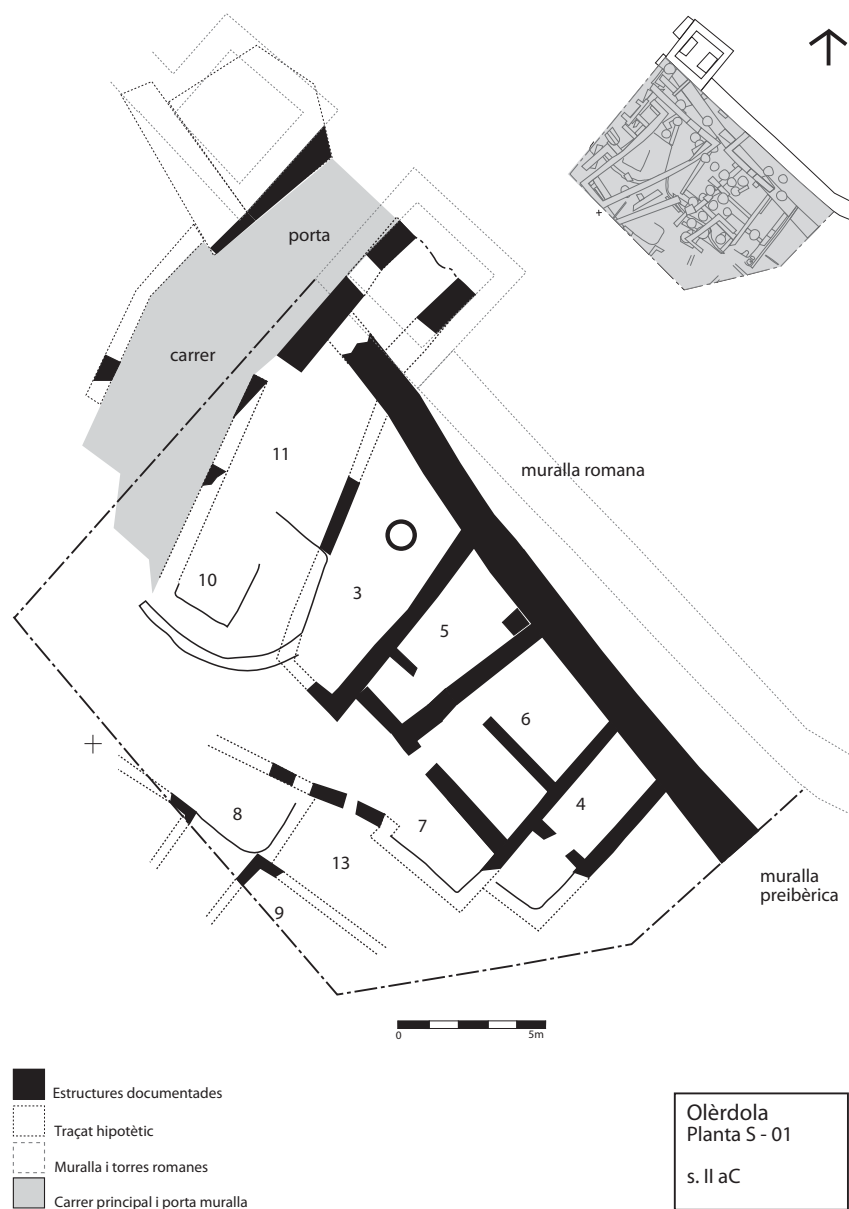 porta
carrer
11
muralla romana
10
3
5
6
4
8
7
13
muralla
preibèrica
9
0
5m
Estructures documentades
Traçat hipotètic
Muralla i torres romanes
Carrer principal i porta muralla
Olèrdola
Planta S - 01
s. II aC